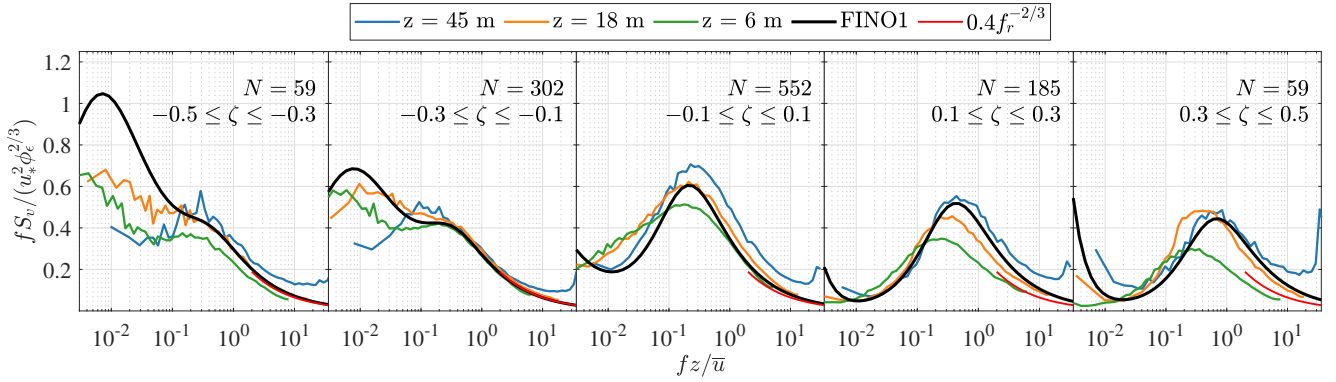 z = 45 m z = 18 m z = 6 m FINO1 0.4f_r^{-2/3}
fS_v/(u_*^2 ϕ_ϵ^{2/3})
1.2
1
0.8
0.6
0.4
0.2
N = 59
−0.5 ≤ ζ ≤ −0.3
N = 302
−0.3 ≤ ζ ≤ −0.1
N = 552
−0.1 ≤ ζ ≤ 0.1
N = 185
0.1 ≤ ζ ≤ 0.3
N = 59
0.3 ≤ ζ ≤ 0.5
10^{-2} 10^{-1} 10^0 10^1 10^{-2} 10^{-1} 10^0 10^1 10^{-2} 10^{-1} 10^0 10^1 10^{-2} 10^{-1} 10^0 10^1 10^{-2} 10^{-1} 10^0 10^1
fz/u̅